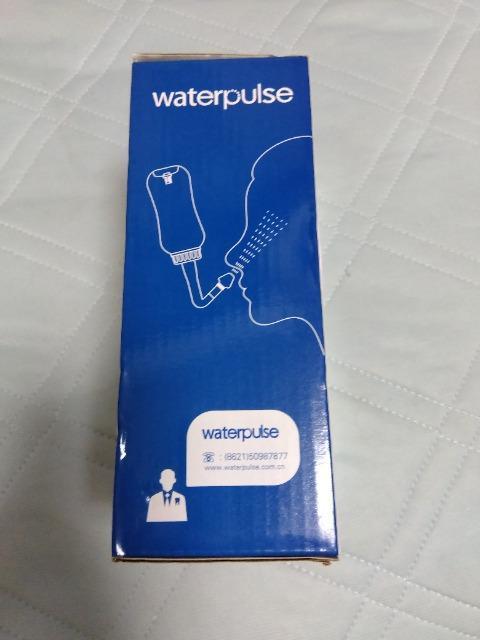 waterpulse
waterpulse
☏ : (8621)50987877
www.waterpulse.com.cn